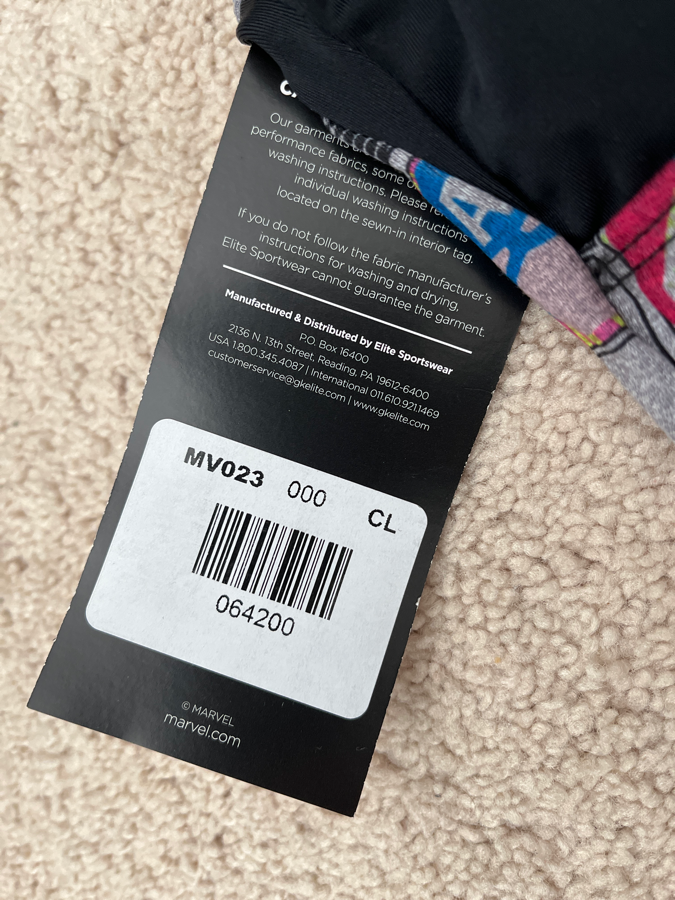 Our garments
performance fabrics, some
washing instructions. Please
individual washing instructions
located on the sewn-in interior tag.
If you do not follow the fabric manufacturer's
instructions for washing and drying,
Elite Sportwear cannot guarantee the garment.
Manufactured & Distributed by Elite Sportswear
P.O. Box 16400
2136 N. 13th Street, Reading, PA 19612-6400
USA 1.800.345.4087 | International 011.610.921.1469
customerservice@gkelite.com | www.gkelite.com
MV023 000 CL
064200
© MARVEL
marvel.com